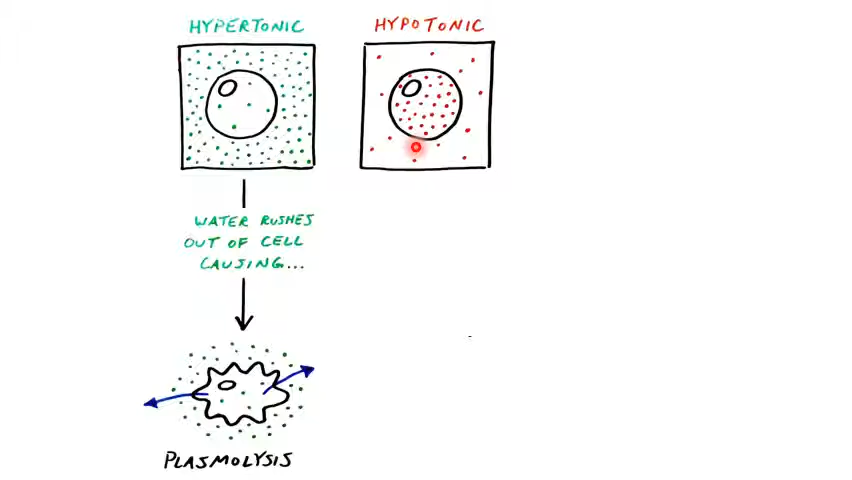 HYPERTONIC
HYPOTONIC
WATER RUSHES
OUT OF CELL
CAUSING...
PLASMOLYSIS